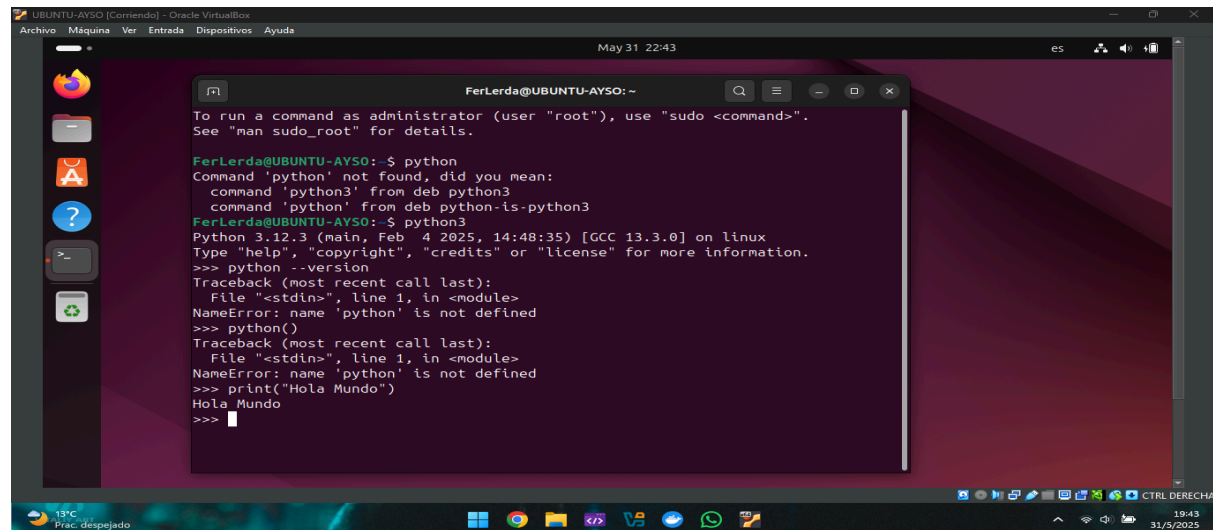 UBUNTU-AYSO [Corriendo] - Oracle VirtualBox
Archivo Máquina Ver Entrada Dispositivos Ayuda
May 31 22:43
es
FerLerda@UBUNTU-AYSO: ~
To run a command as administrator (user "root"), use "sudo <command>".
See "man sudo_root" for details.
FerLerda@UBUNTU-AYSO:~$ python
Command 'python' not found, did you mean:
  command 'python3' from deb python3
  command 'python' from deb python-is-python3
FerLerda@UBUNTU-AYSO:~$ python3
Python 3.12.3 (main, Feb  4 2025, 14:48:35) [GCC 13.3.0] on linux
Type "help", "copyright", "credits" or "license" for more information.
>>> python --version
Traceback (most recent call last):
  File "<stdin>", line 1, in <module>
NameError: name 'python' is not defined
>>> python()
Traceback (most recent call last):
  File "<stdin>", line 1, in <module>
NameError: name 'python' is not defined
>>> print("Hola Mundo")
Hola Mundo
>>>
CTRL DERECHA
13°C
Prac. despejado
19:43
31/5/2025